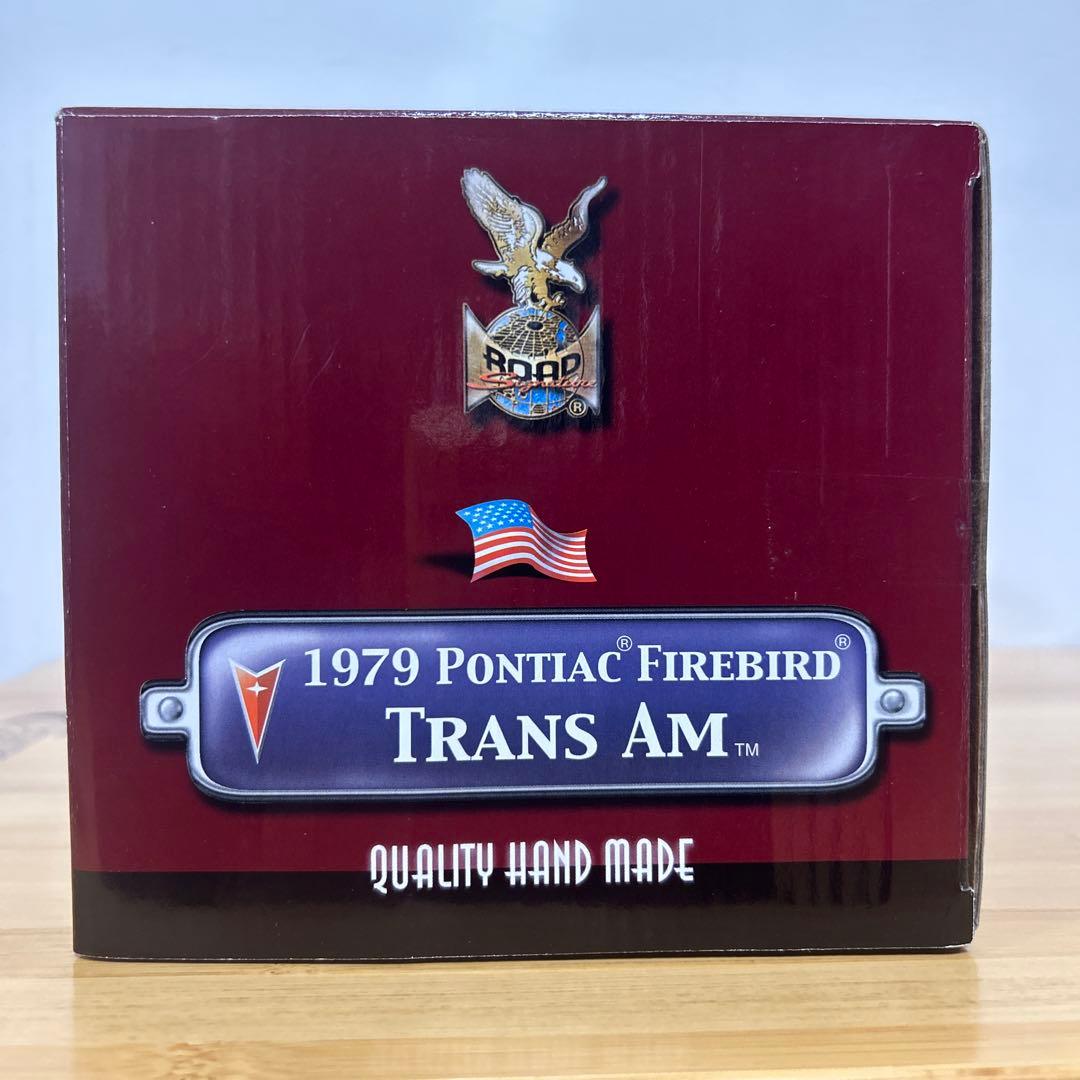 ROAD
Signature®
1979 PONTIAC® FIREBIRD®
TRANS AM™
QUALITY HAND MADE